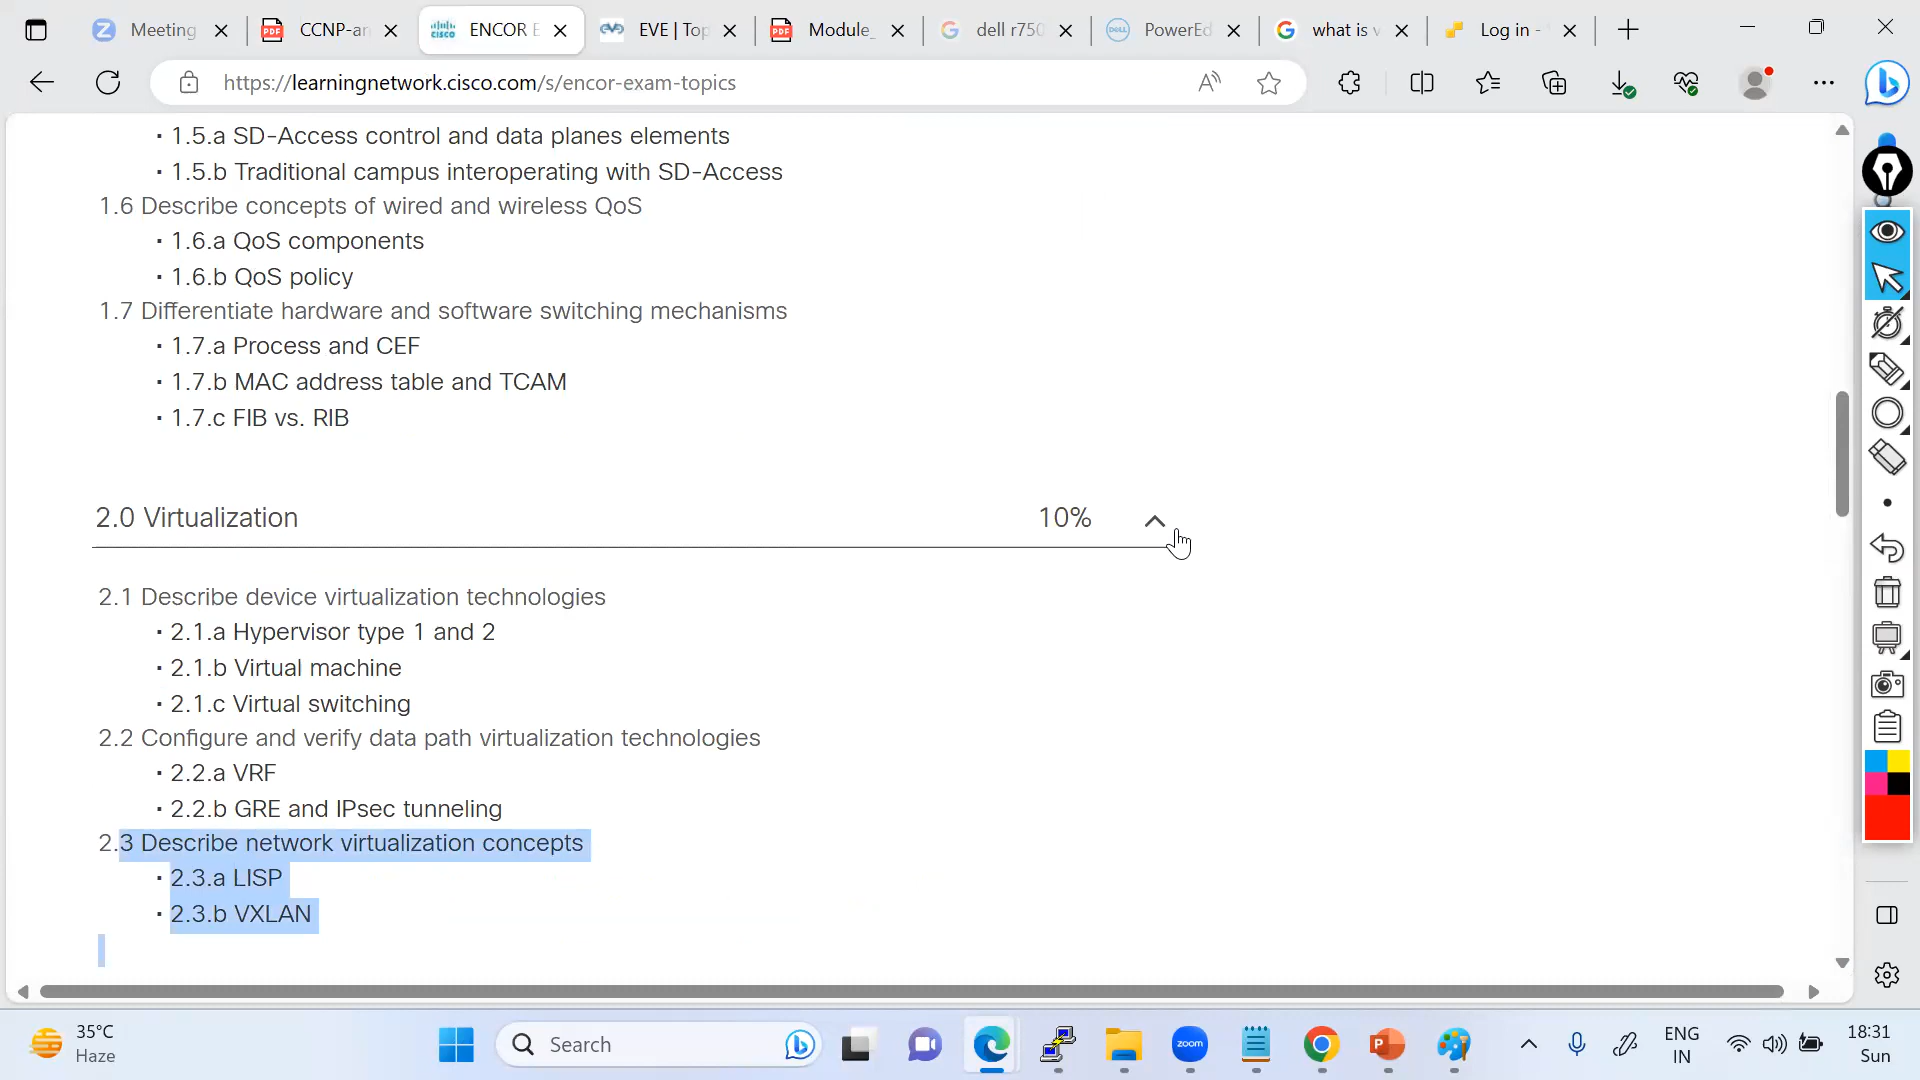 Meeting
CCNP-an
ENCOR E
EVE | Top
Module_
dell r750
PowerEd
what is v
Log in -
https://learningnetwork.cisco.com/s/encor-exam-topics
· 1.5.a SD-Access control and data planes elements
· 1.5.b Traditional campus interoperating with SD-Access
1.6 Describe concepts of wired and wireless QoS
· 1.6.a QoS components
· 1.6.b QoS policy
1.7 Differentiate hardware and software switching mechanisms
· 1.7.a Process and CEF
· 1.7.b MAC address table and TCAM
· 1.7.c FIB vs. RIB
2.0 Virtualization 10%
2.1 Describe device virtualization technologies
· 2.1.a Hypervisor type 1 and 2
· 2.1.b Virtual machine
· 2.1.c Virtual switching
2.2 Configure and verify data path virtualization technologies
· 2.2.a VRF
· 2.2.b GRE and IPsec tunneling
2.3 Describe network virtualization concepts
· 2.3.a LISP
· 2.3.b VXLAN
35°C
Haze
Search
zoom
ENG
IN
18:31
Sun